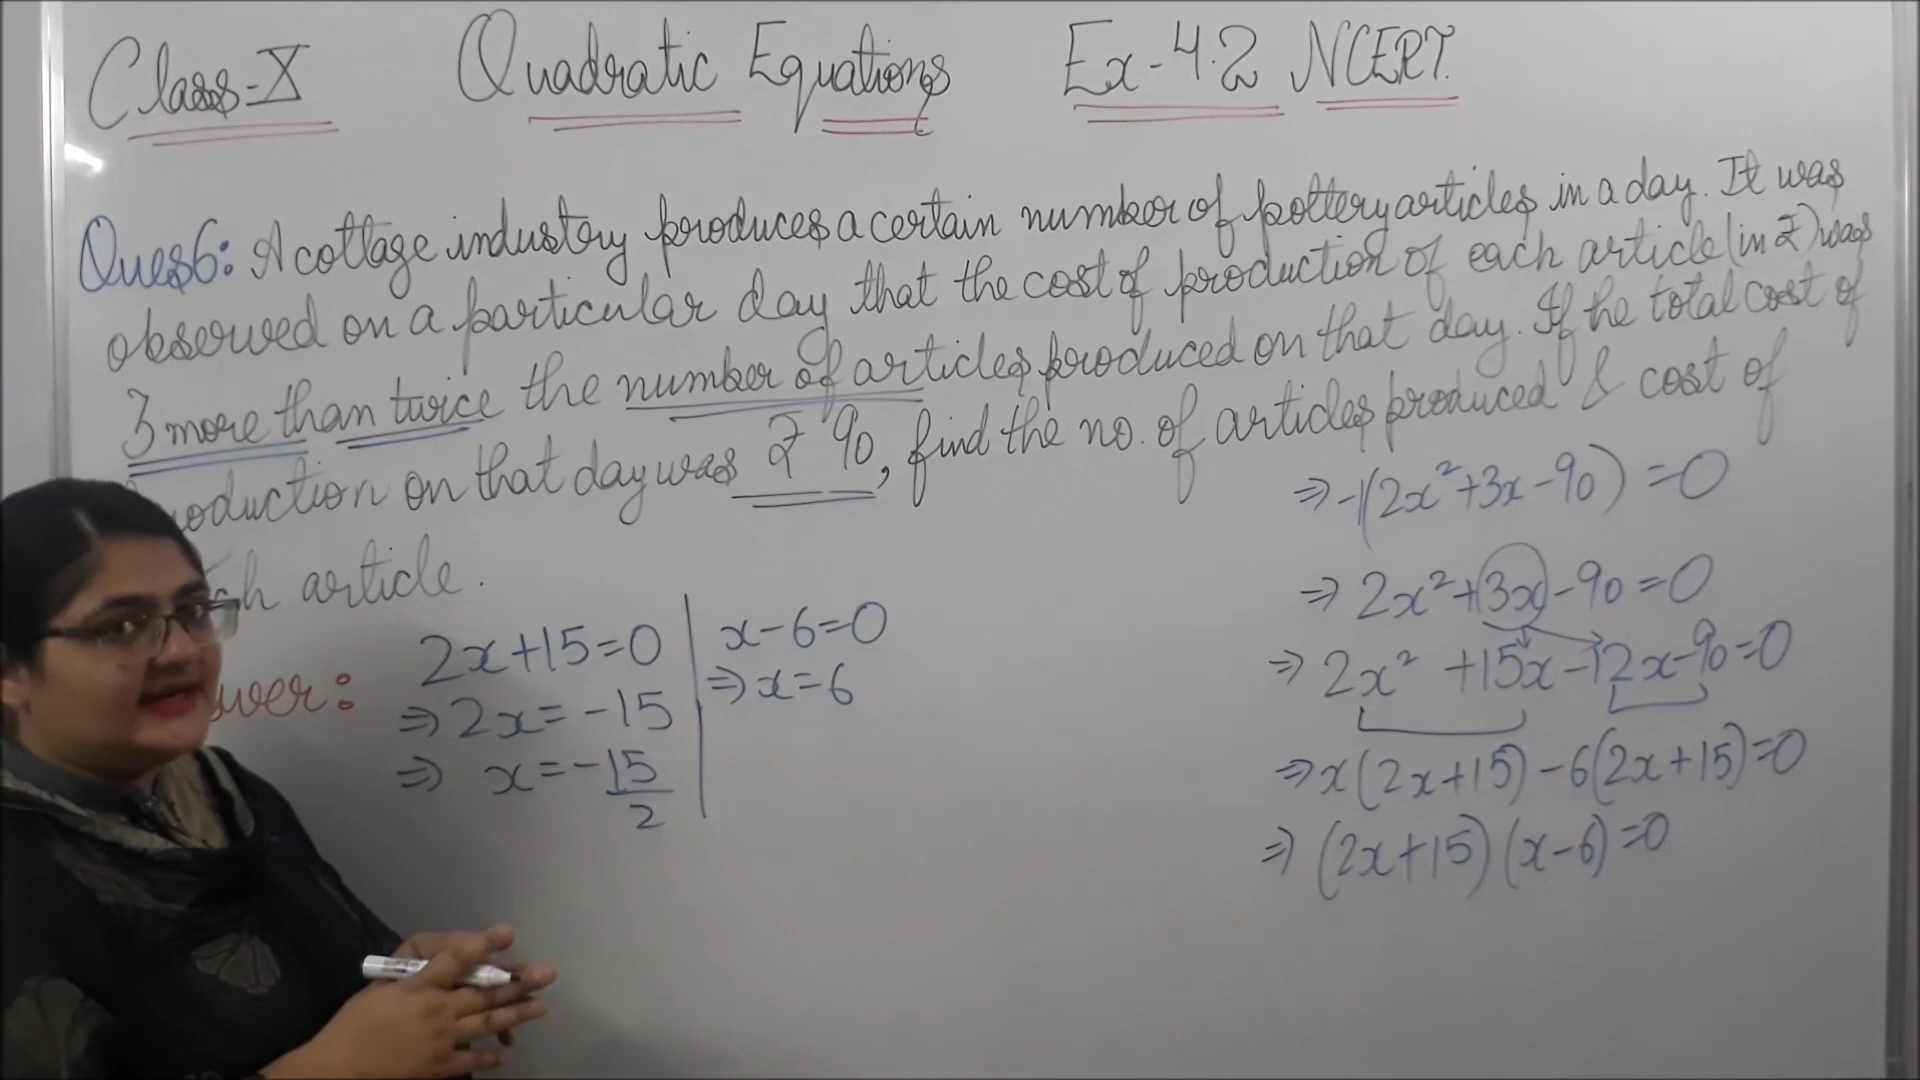 Class-X Quadratic Equations Ex-4.2 NCERT.
Ques6: A cottage industry produces a certain number of pottery articles in a day. It was
observed on a particular day that the cost of production of each article (in ₹) was
3 more than twice the number of articles produced on that day. If the total cost of
oduction on that day was ₹ 90, find the no. of articles produced & cost of
ch article.
⇒ -1(2x²+3x-90) = 0
⇒ 2x²+3x-90=0
⇒ 2x² +15x-12x-90=0
⇒ x(2x+15)-6(2x+15)=0
⇒ (2x+15)(x-6)=0
wer:
2x+15=0
⇒ 2x=-15
⇒ x=-15/2
x-6=0
⇒ x=6